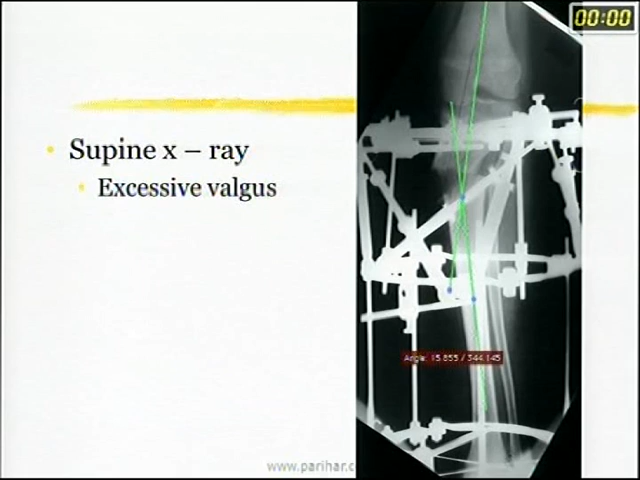 00:00
Supine x – ray
Excessive valgus
Angle: 15.855 / 344.145
www.parihar.c